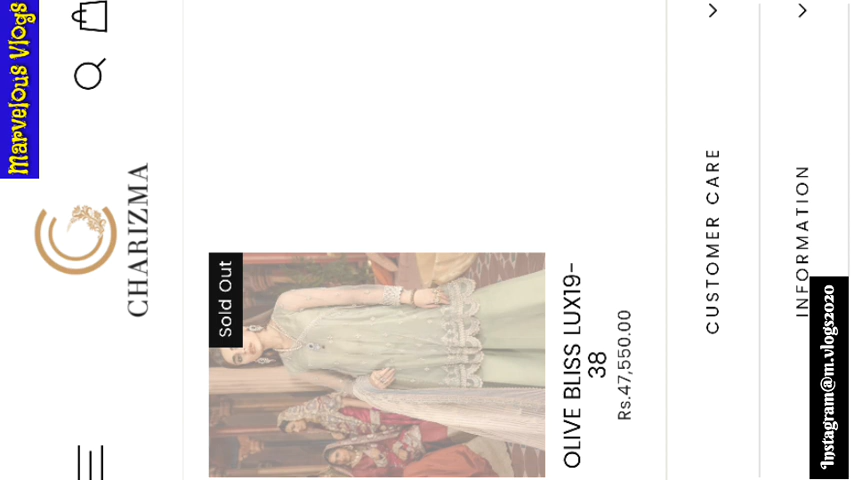 Marvelous Vlogs
CHARIZMA
Sold Out
OLIVE BLISS LUX19-
38
Rs.47,550.00
CUSTOMER CARE
INFORMATION
Instagram@m.vlogs2020